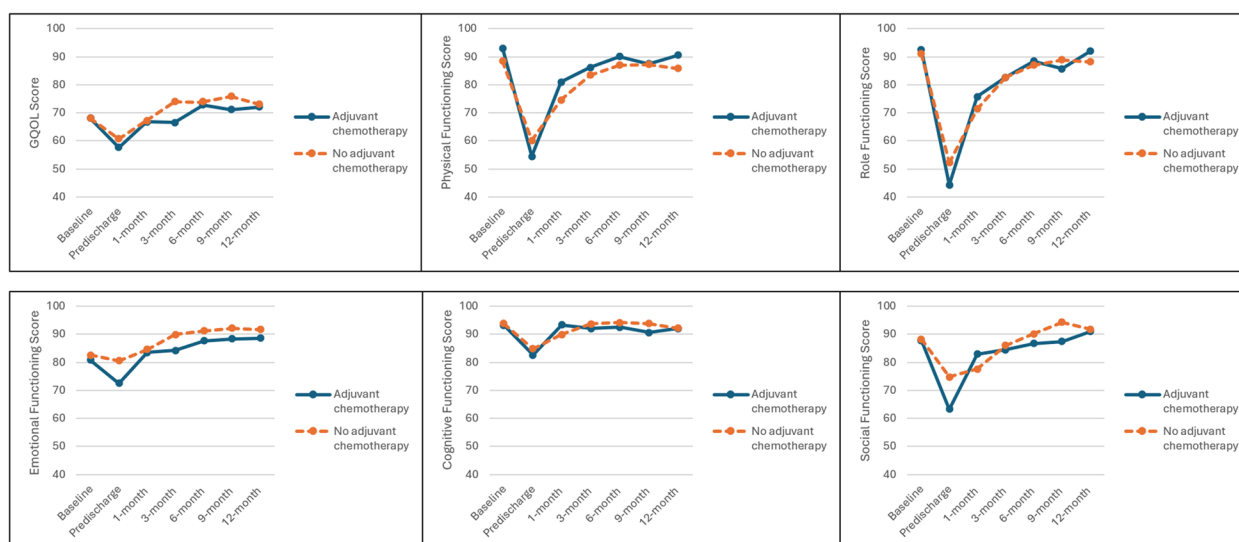 GQOL Score
100
90
80
70
60
50
40
Baseline
Predischarge
1-month
3-month
6-month
9-month
12-month
Adjuvant
chemotherapy
No adjuvant
chemotherapy
Physical Functioning Score
100
90
80
70
60
50
40
Baseline
Predischarge
1-month
3-month
6-month
9-month
12-month
Adjuvant
chemotherapy
No adjuvant
chemotherapy
Role Functioning Score
100
90
80
70
60
50
40
Baseline
Predischarge
1-month
3-month
6-month
9-month
12-month
Adjuvant
chemotherapy
No adjuvant
chemotherapy
Emotional Functioning Score
100
90
80
70
60
50
40
Baseline
Predischarge
1-month
3-month
6-month
9-month
12-month
Adjuvant
chemotherapy
No adjuvant
chemotherapy
Cognitive Functioning Score
100
90
80
70
60
50
40
Baseline
Predischarge
1-month
3-month
6-month
9-month
12-month
Adjuvant
chemotherapy
No adjuvant
chemotherapy
Social Functioning Score
100
90
80
70
60
50
40
Baseline
Predischarge
1-month
3-month
6-month
9-month
12-month
Adjuvant
chemotherapy
No adjuvant
chemotherapy